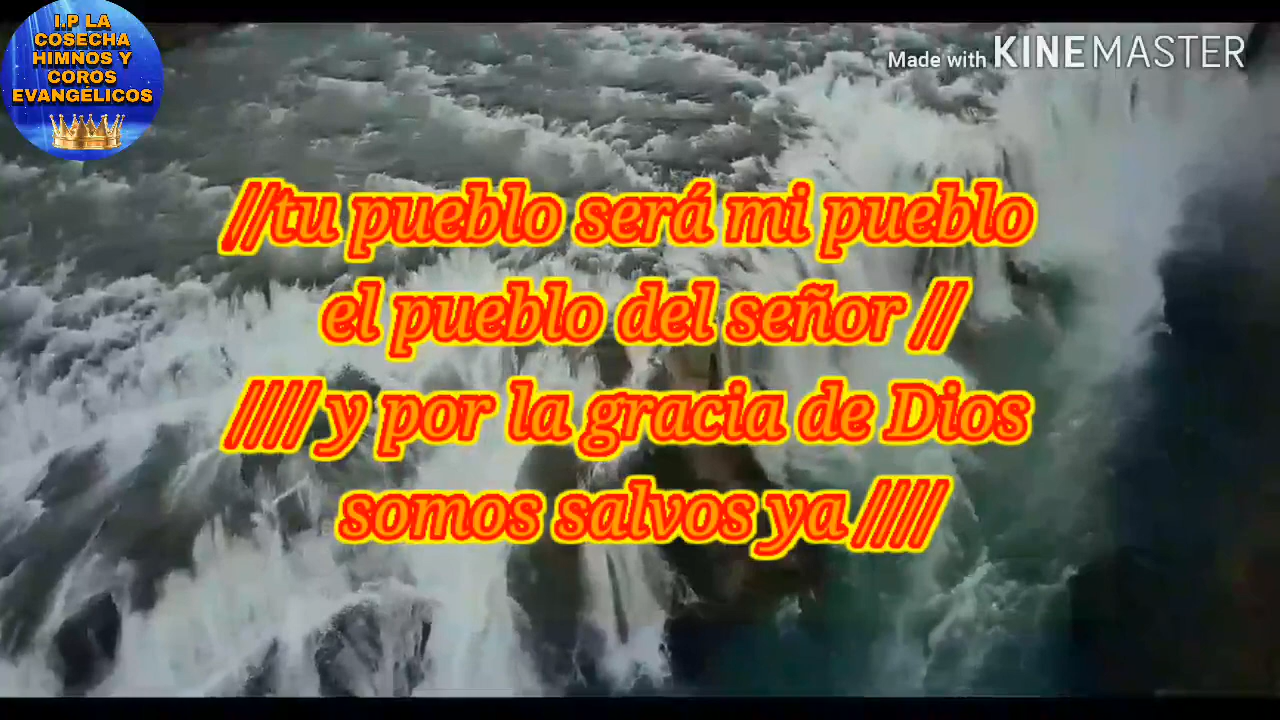 I.P LA
COSECHA
HIMNOS Y
COROS
EVANGÉLICOS
Made with KINEMASTER
//tu pueblo será mi pueblo
el pueblo del señor //
//// y por la gracia de Dios
somos salvos ya ////